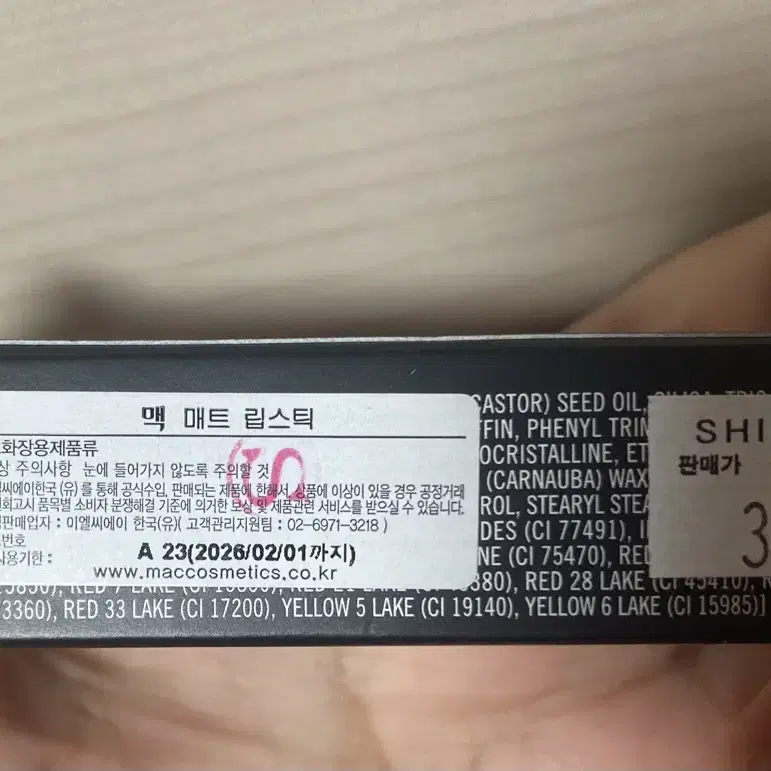 맥 매트 립스틱
화장용제품류
상 주의사항 눈에 들어가지 않도록 주의할 것
씨에이한국 (유) 를 통해 공식수입, 판매되는 제품에 한해서, 상품에 이상이 있을 경우 공정거래
원회고시 품목별 소비자 분쟁해결 기준에 의거한 보상 및 제품관련 서비스를 받으실 수 있습니다.
판매업자 : 이엘씨에이 한국(유) ( 고객관리지원팀 : 02-6971-3218 )
번호
사용기한 : A 23(2026/02/01까지)
www.maccosmetics.co.kr
CASTOR) SEED OIL,
FFIN, PHENYL TRIM
OCRISTALLINE, ET
(CARNAUBA) WAX
ROL, STEARYL STEA
DES (CI 77491), I
NE (CI 75470), RED
RED 28 LAKE (CI 45410), R
3360), RED 33 LAKE (CI 17200), YELLOW 5 LAKE (CI 19140), YELLOW 6 LAKE (CI 15985)]
SHI
판매가
3